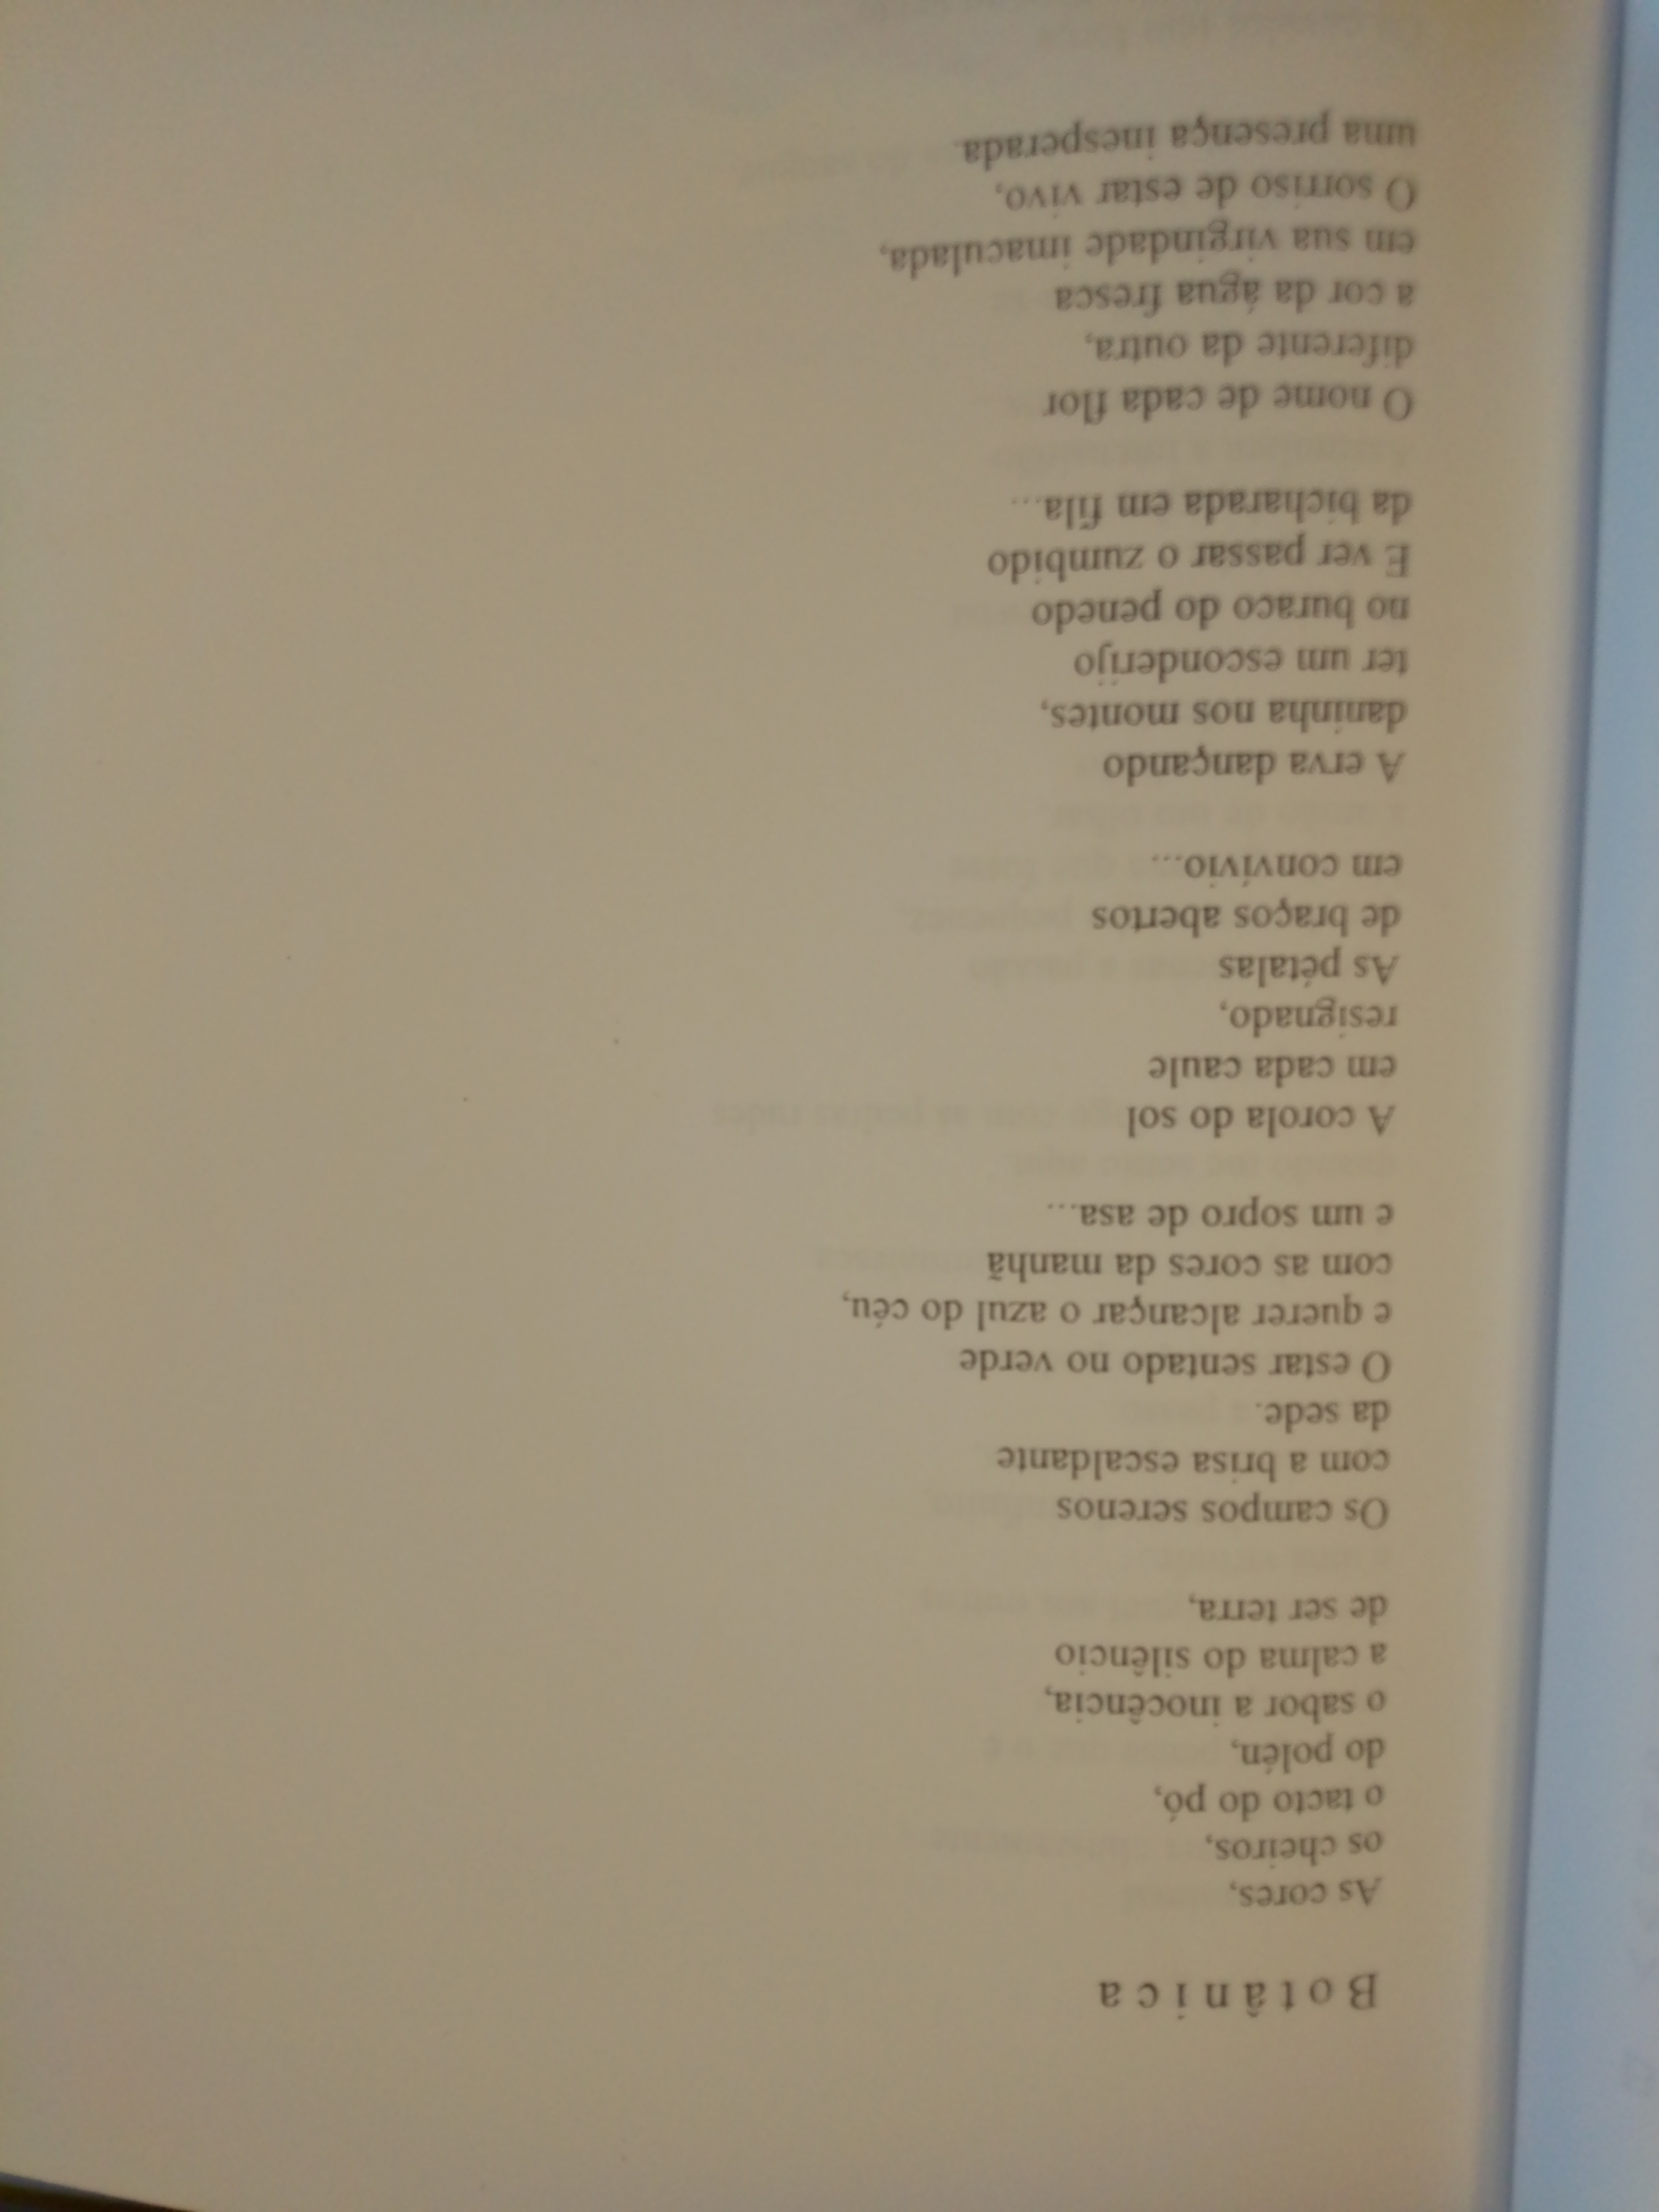 Botânica
As cores,
os cheiros,
o tacto do pó,
do polén,
o sabor a inocência,
a calma do silêncio
de ser terra,
Os campos serenos
com a brisa escaldante
da sede.
O estar sentado no verde
e querer alcançar o azul do céu,
com as cores da manhã
e um sopro de asa...
A corola do sol
em cada caule
resignado,
As pétalas
de braços abertos
em convívio...
A erva dançando
daninha nos montes,
ter um esconderijo
no buraco do penedo
E ver passar o zumbido
da bicharada em fila...
O nome de cada flor
diferente da outra,
a cor da água fresca
em sua virgindade imaculada,
O sorriso de estar vivo,
uma presença inesperada.